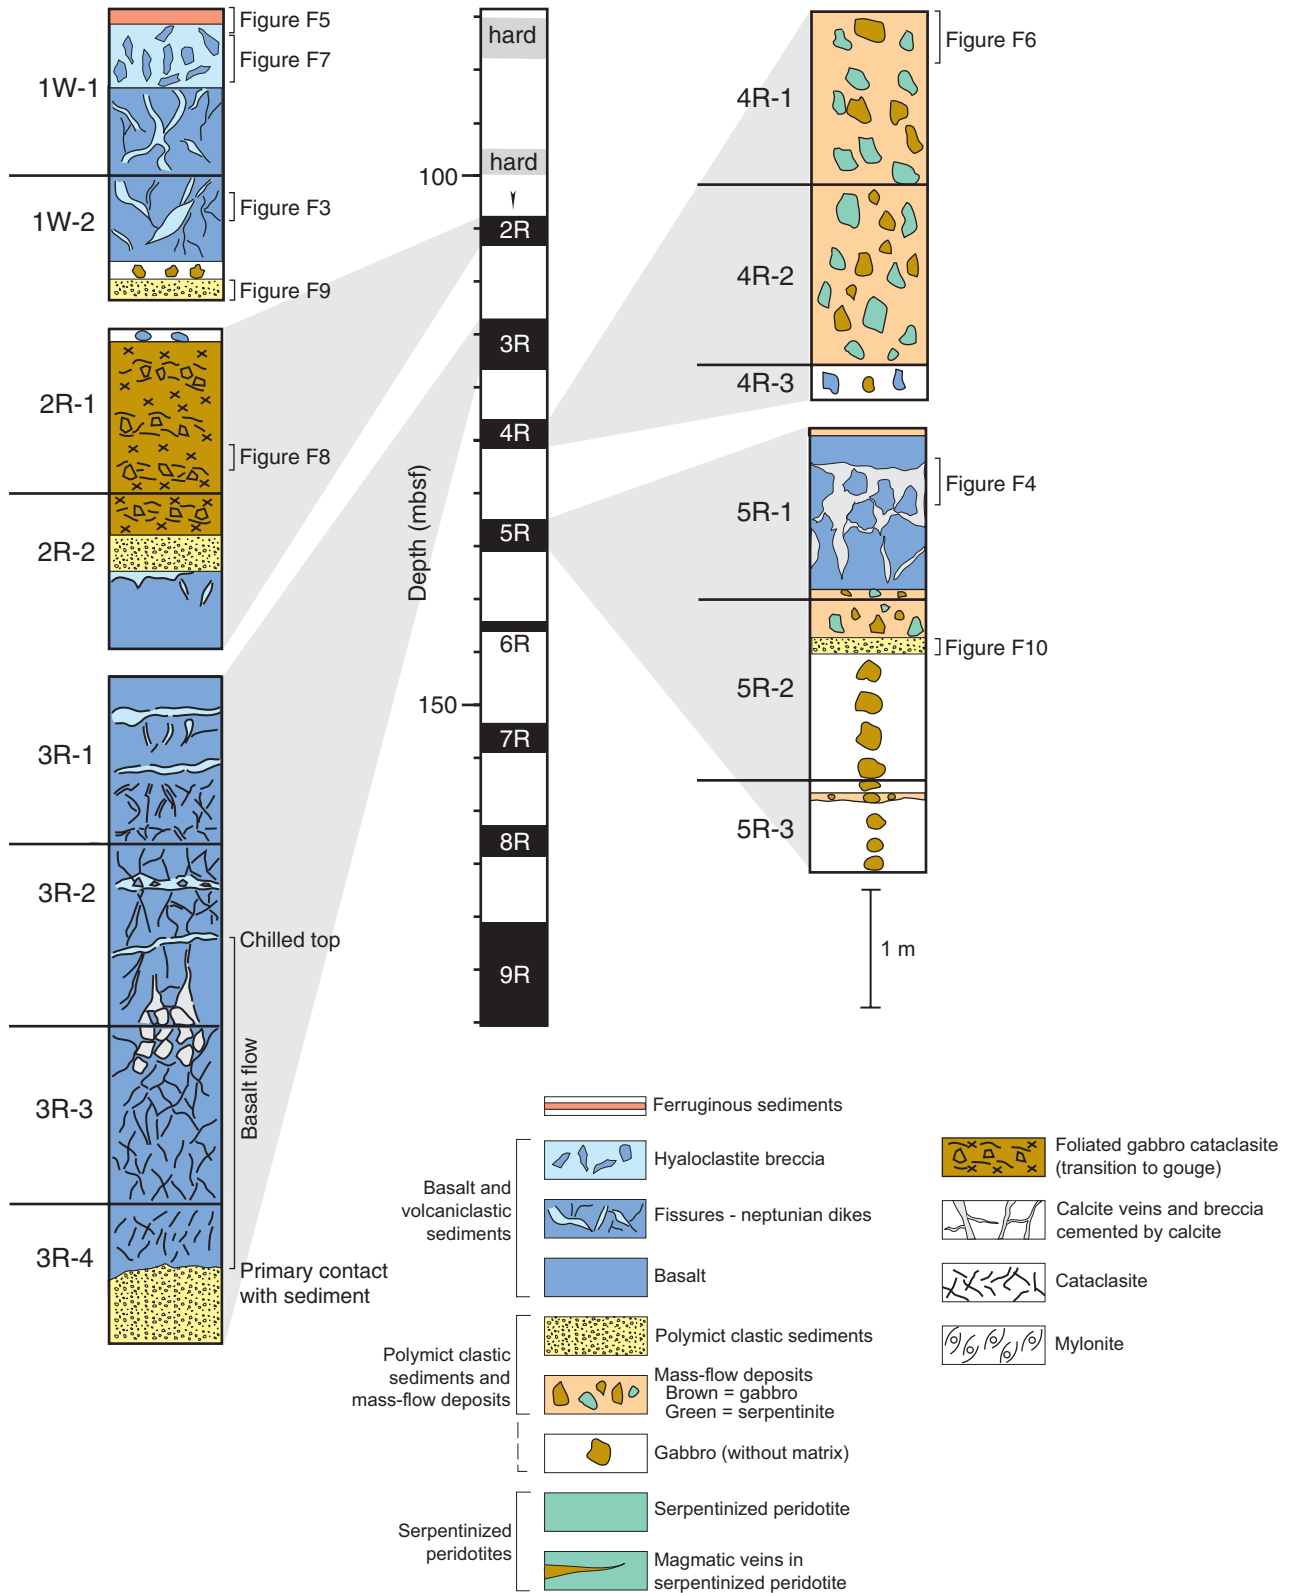 1W-1
Figure F5
Figure F7
1W-2
Figure F3
Figure F9
2R-1
Figure F8
2R-2
3R-1
3R-2
Chilled top
Basalt flow
3R-3
3R-4
Primary contact
with sediment
Depth (mbsf)
hard
hard
100
2R
3R
4R
5R
6R
150
7R
8R
9R
4R-1
Figure F6
4R-2
4R-3
5R-1
Figure F4
5R-2
Figure F10
5R-3
1 m
Ferruginous sediments
Basalt and
volcaniclastic
sediments
Hyaloclastite breccia
Fissures - neptunian dikes
Basalt
Polymict clastic
sediments and
mass-flow deposits
Polymict clastic sediments
Mass-flow deposits
Brown = gabbro
Green = serpentinite
Gabbro (without matrix)
Serpentinized
peridotites
Serpentinized peridotite
Magmatic veins in
serpentinized peridotite
Foliated gabbro cataclasite
(transition to gouge)
Calcite veins and breccia
cemented by calcite
Cataclasite
Mylonite